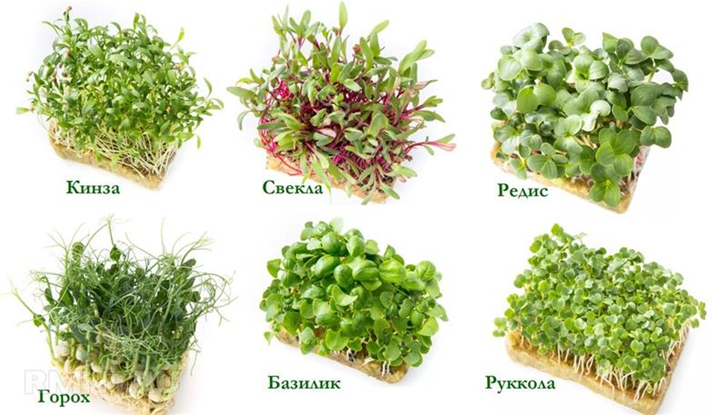 Кинза
Свекла
Редис
Горох
Базилик
Руккола